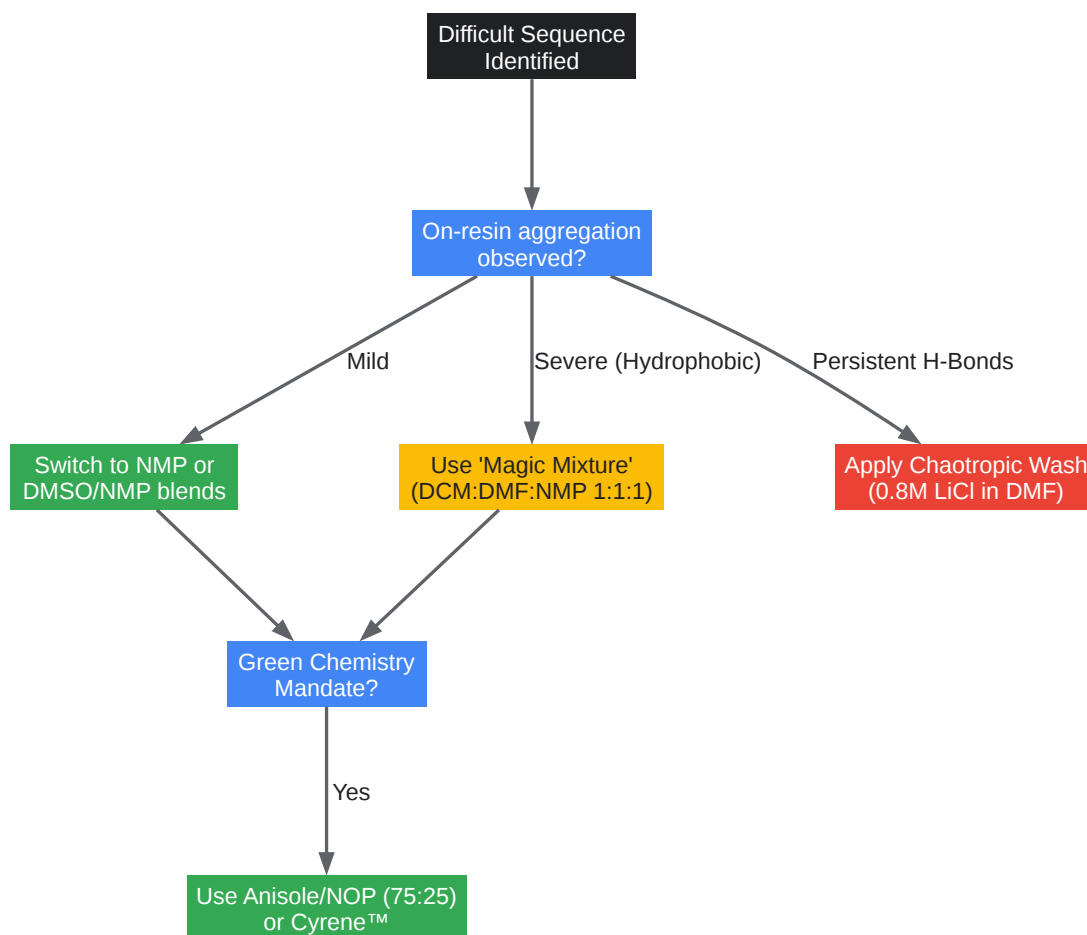 Difficult Sequence
Identified
On-resin aggregation
observed?
Mild
Severe (Hydrophobic)
Persistent H-Bonds
Switch to NMP or
DMSO/NMP blends
Use 'Magic Mixture'
(DCM:DMF:NMP 1:1:1)
Apply Chaotropic Wash
(0.8M LiCl in DMF)
Green Chemistry
Mandate?
Yes
Use Anisole/NOP (75:25)
or Cyrene™